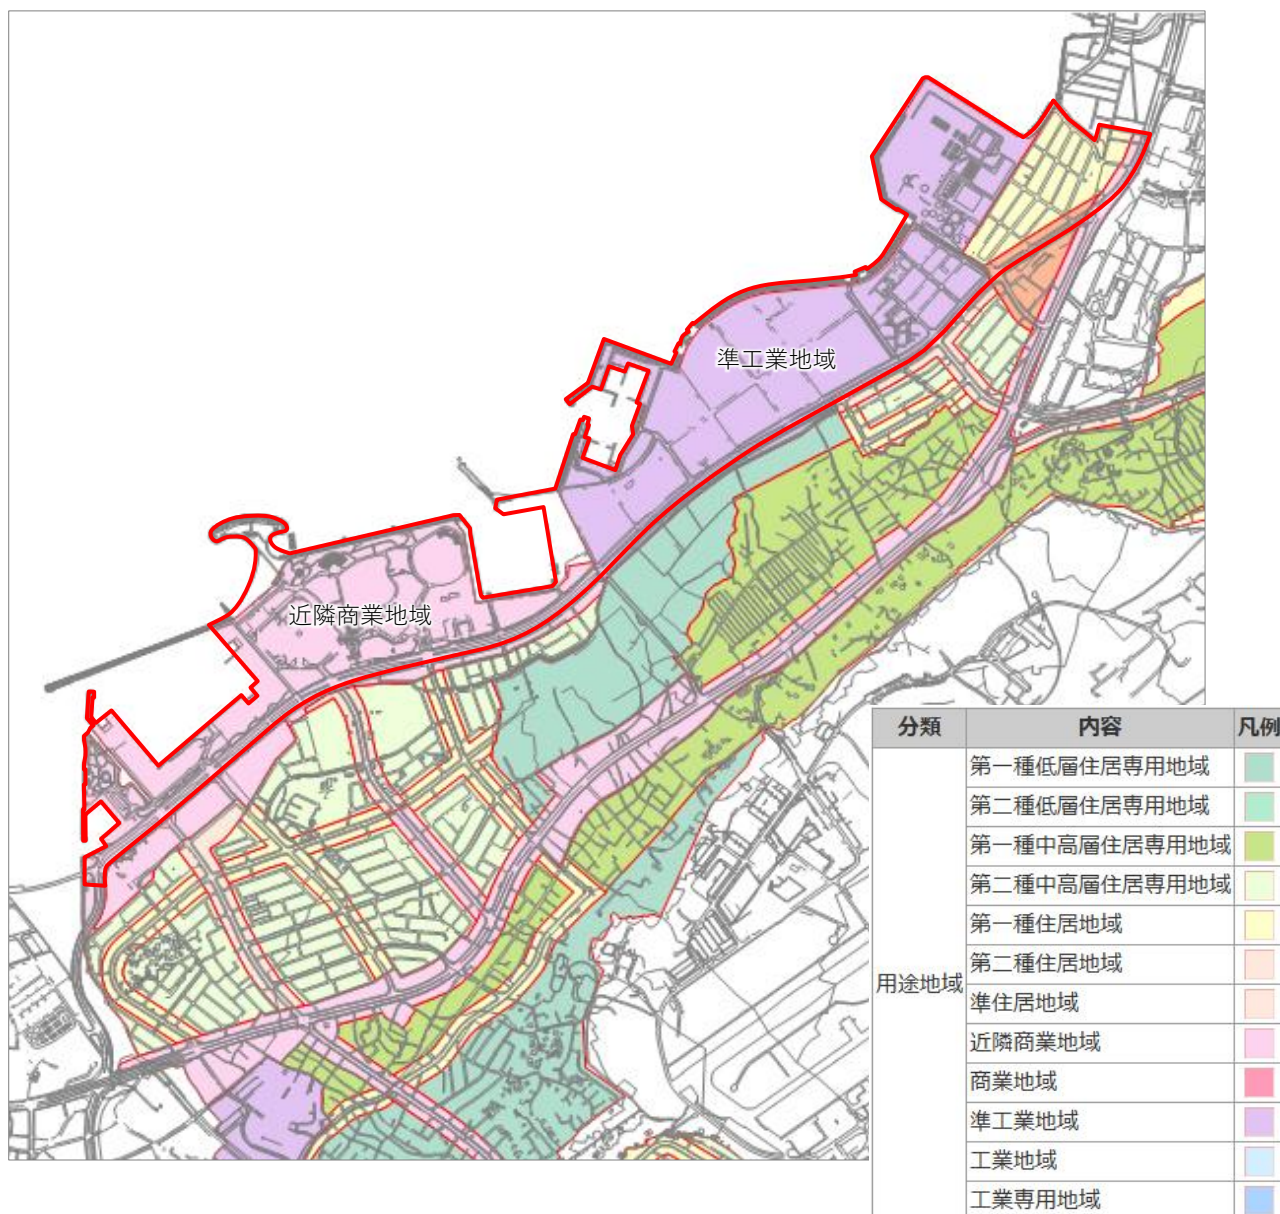 準工業地域
近隣商業地域
分類 内容 凡例
用途地域
第一種低層住居専用地域
第二種低層住居専用地域
第一種中高層住居専用地域
第二種中高層住居専用地域
第一種住居地域
第二種住居地域
準住居地域
近隣商業地域
商業地域
準工業地域
工業地域
工業専用地域